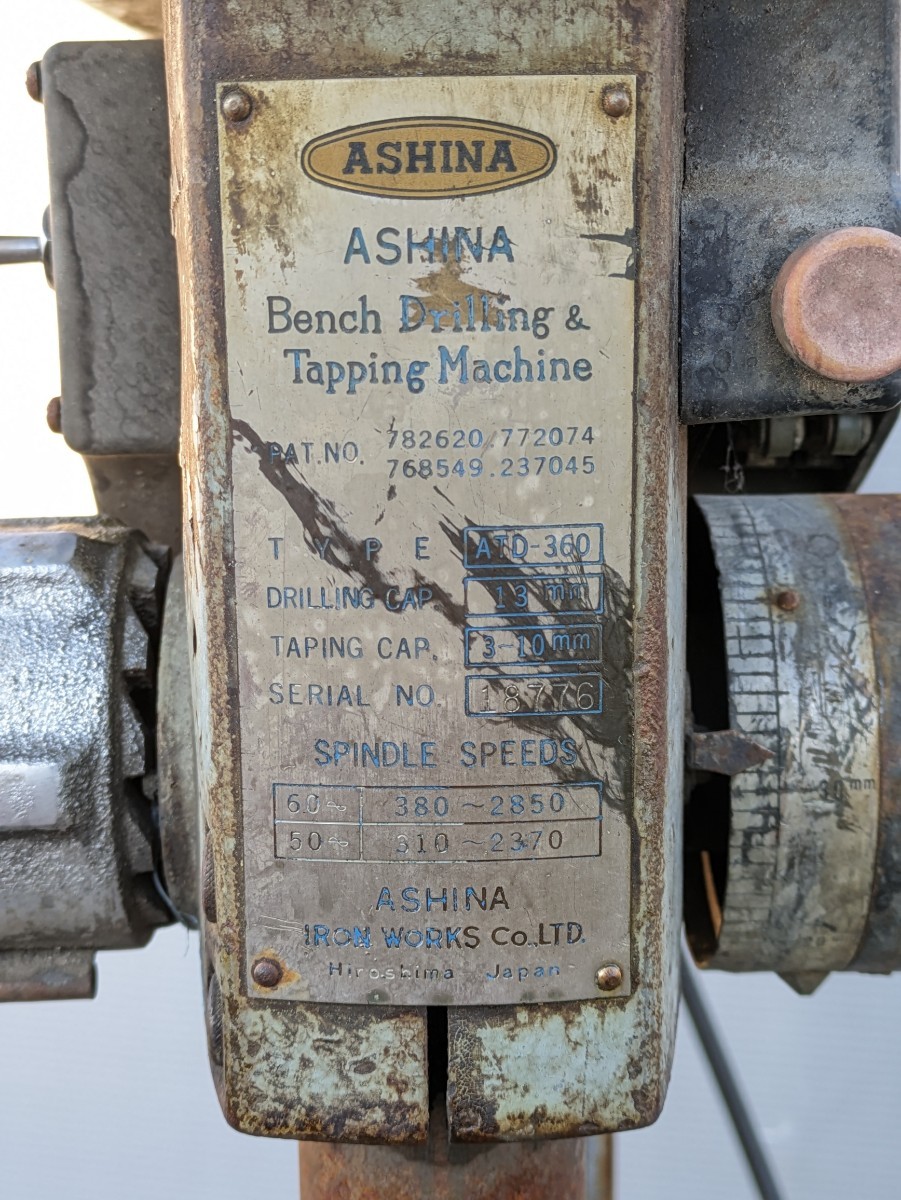 ASHINA
ASHINA
Bench Drilling &
Tapping Machine
PAT.NO. 782620.772074
768549.237045
TYPE ATD-360
DRILLING CAP. 13 mm
TAPING CAP. 3~10 mm
SERIAL NO. 18776
SPINDLE SPEEDS
60~ 380~2850
50~ 310~2370
ASHINA
IRON WORKS Co.,LTD.
Hiroshima Japan